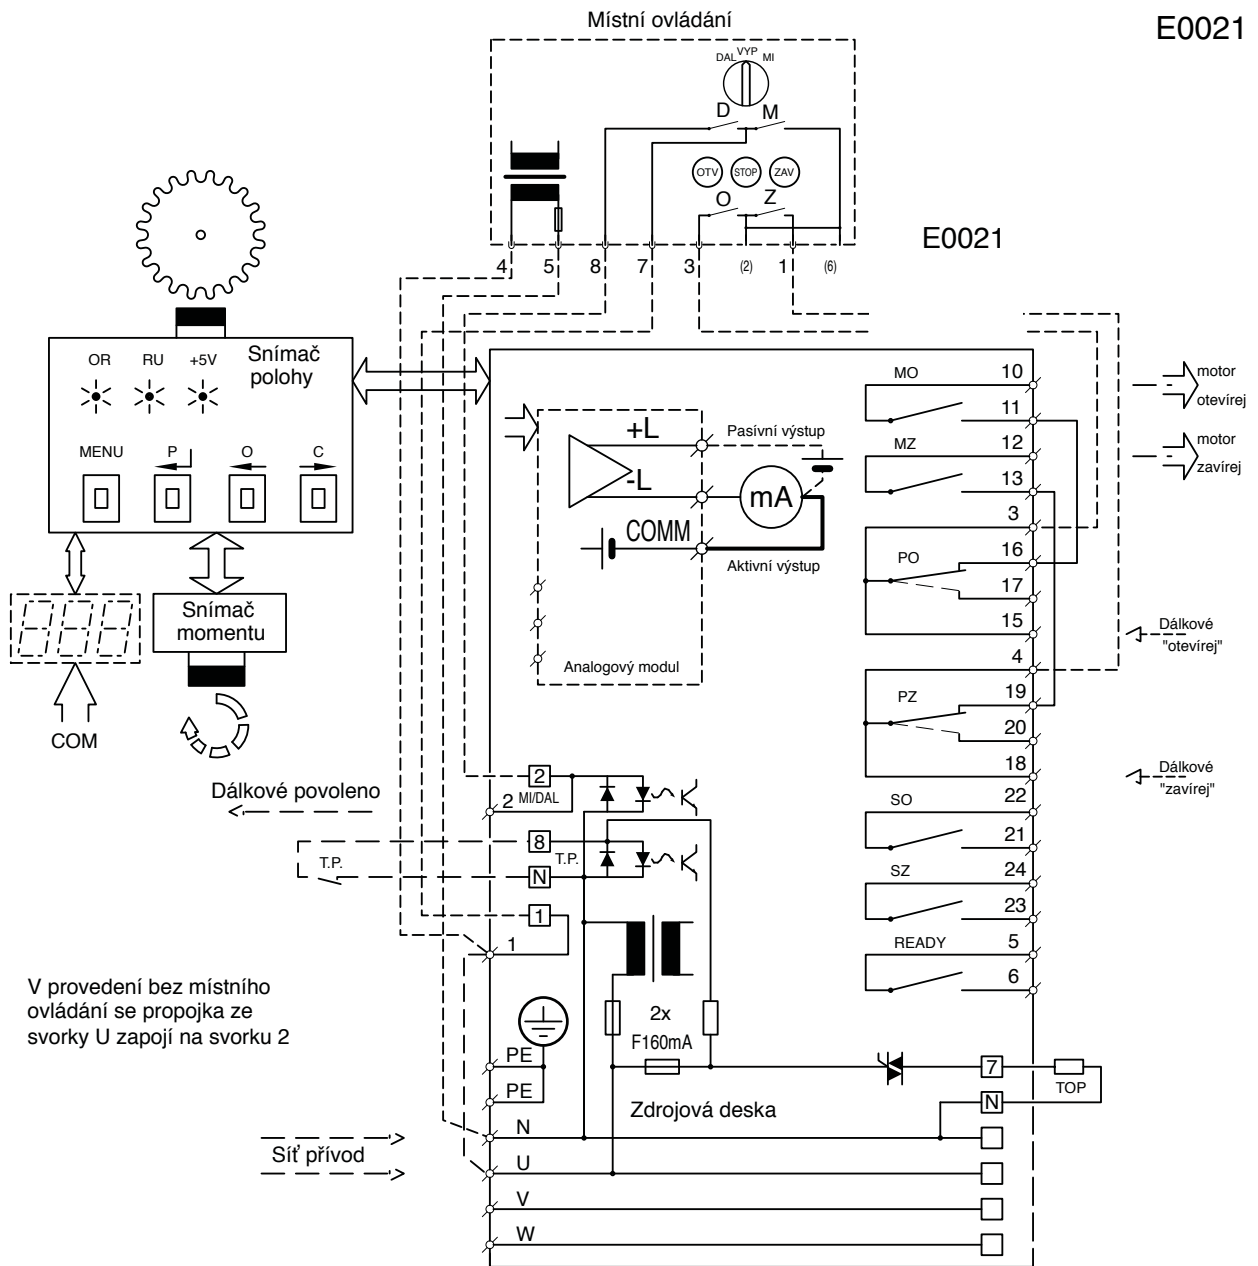 E0021
Místní ovládání
DAL VYP MI
D M
OTV STOP ZAV
O Z
4 5 8 7 3 (2) 1 (6)
E0021
OR RU +5V
Snímač
polohy
MENU P O C
Snímač
momentu
COM
+L
-L
COMM
Pasívní výstup
mA
Aktivní výstup
Analogový modul
MO 10
11
MZ 12
13
3
PO 16
17
15
4
PZ 19
20
18
SO 22
21
SZ 24
23
READY 5
6
motor
otevírej
motor
zavírej
Dálkové
"otevírej"
Dálkové
"zavírej"
Dálkové povoleno
2
2 MI/DAL
8
T.P.
T.P.
N
1
1
V provedení bez místního
ovládání se propojka ze
svorky U zapojí na svorku 2
2x
F160mA
PE
PE
7
TOP
N
Zdrojová deska
Síť přívod
N
U
V
W